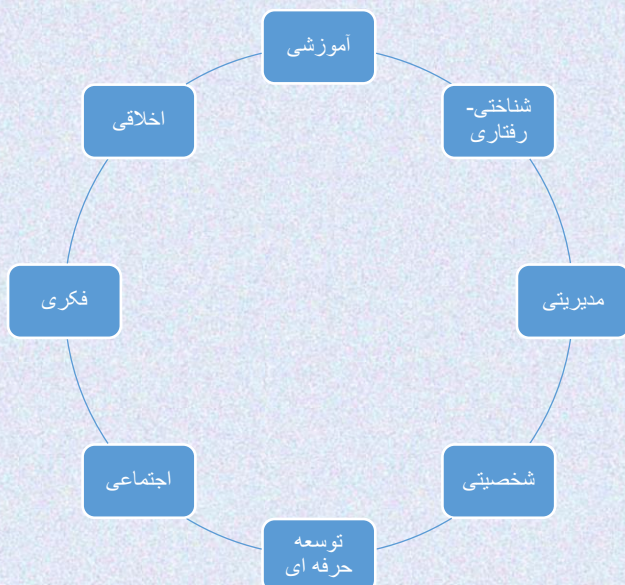 آموزشی
شناختی-
رفتاری
مدیریتی
شخصیتی
توسعه
حرفه ای
اجتماعی
فکری
اخلاقی